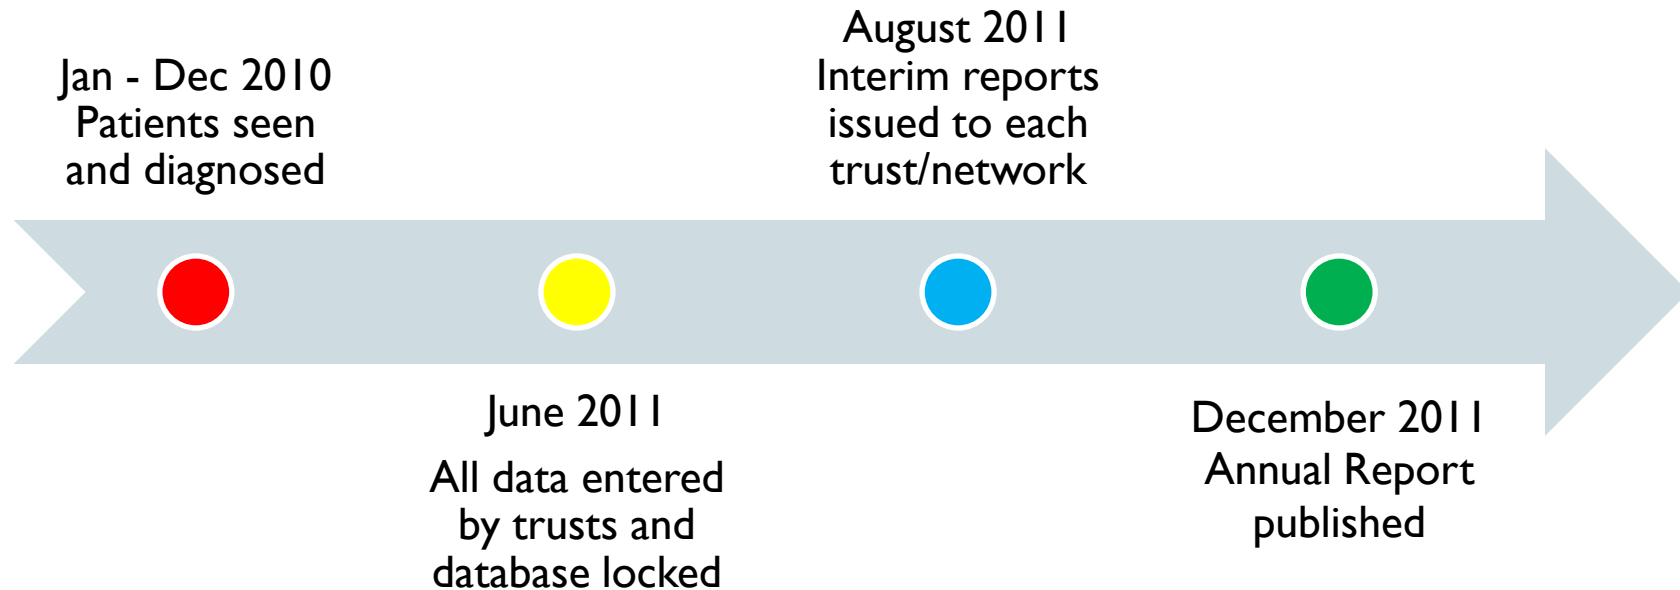 Jan - Dec 2010
Patients seen
and diagnosed
June 2011
All data entered
by trusts and
database locked
August 2011
Interim reports
issued to each
trust/network
December 2011
Annual Report
published